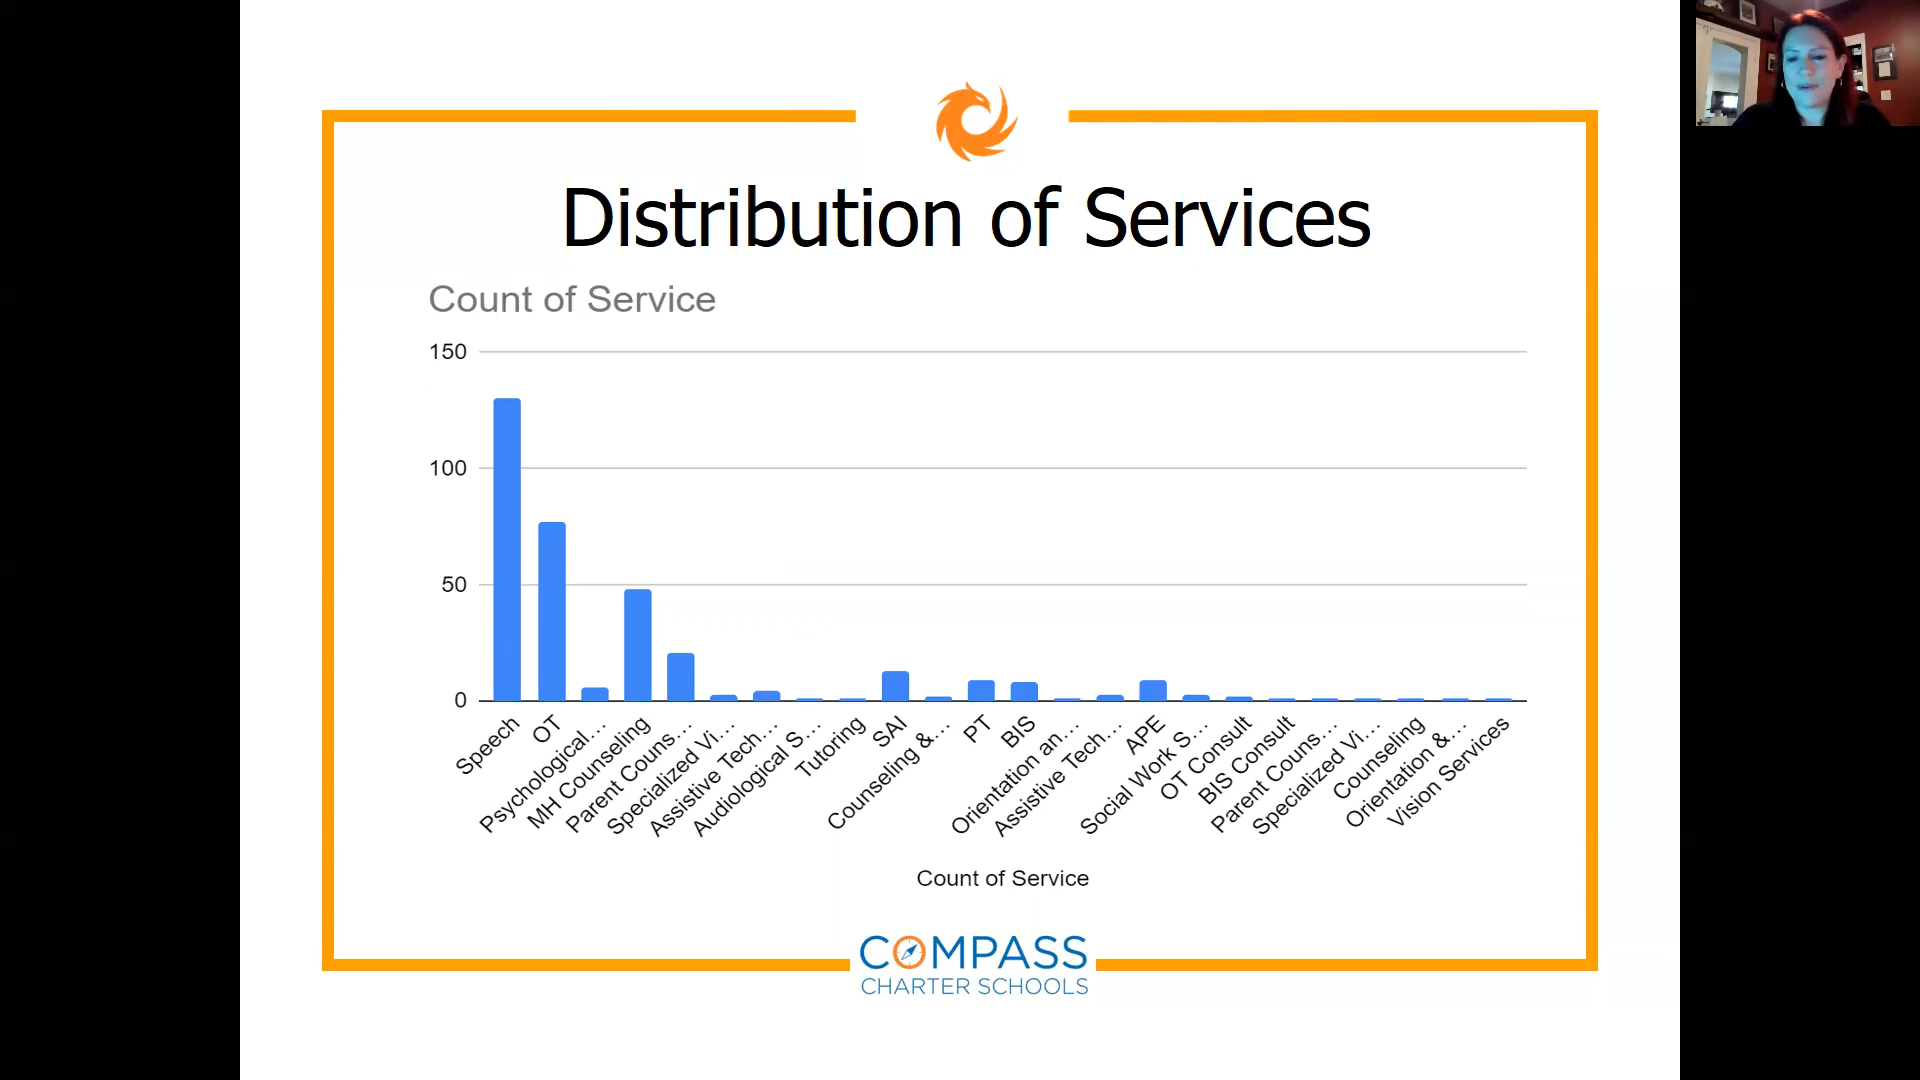 Distribution of Services
Count of Service
150
100
50
0
Speech
OT
Psychological...
MH Counseling
Parent Couns...
Specialized Vi...
Assistive Tech...
Audiological S...
Tutoring
SAI
Counseling &...
PT
BIS
Orientation an...
Assistive Tech...
APE
Social Work S...
OT Consult
BIS Consult
Parent Couns...
Specialized Vi...
Counseling
Orientation &...
Vision Services
Count of Service
COMPASS
CHARTER SCHOOLS